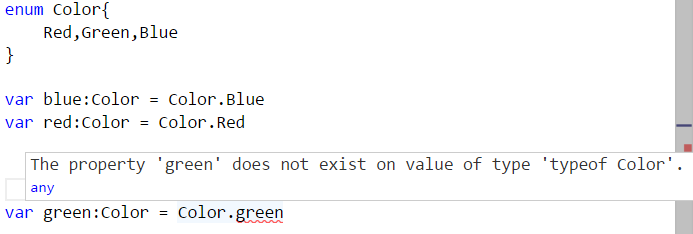 enum Color{
Red,Green,Blue
}
var blue:Color = Color.Blue
var red:Color = Color.Red
The property 'green' does not exist on value of type 'typeof Color'.
any
var green:Color = Color.green